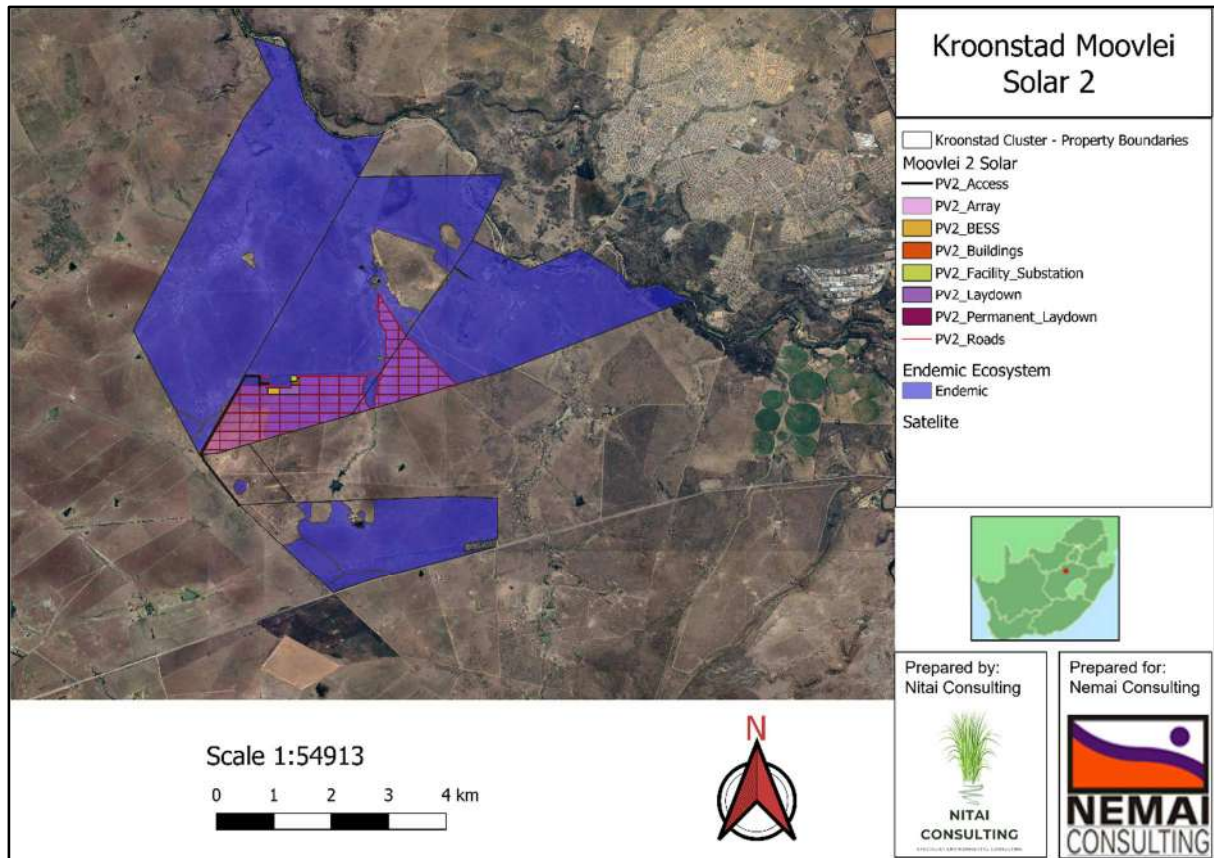 Kroonstad Moovlei
Solar 2
Kroonstad Cluster - Property Boundaries
Moovlei 2 Solar
PV2_Access
PV2_Array
PV2_BESS
PV2_Buildings
PV2_Facility_Substation
PV2_Laydown
PV2_Permanent_Laydown
PV2_Roads
Endemic Ecosystem
Endemic
Satelite
Prepared by:
Nitai Consulting
NITAI
CONSULTING
Prepared for:
Nemai Consulting
NEMAI
CONSULTING
Scale 1:54913
0 1 2 3 4 km
N